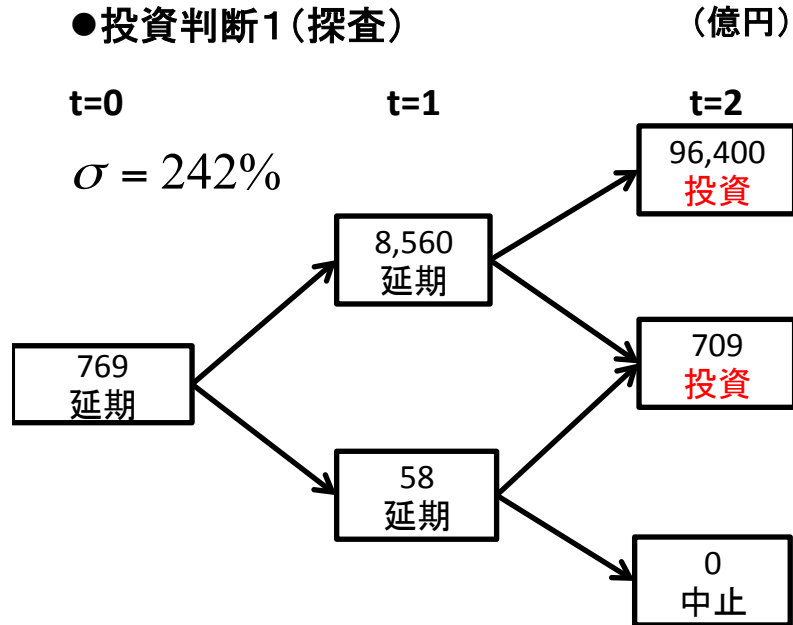 ●投資判断1(探査)
(億円)
t=0
t=1
t=2
σ = 242%
96,400
投資
8,560
延期
769
延期
709
投資
58
延期
0
中止